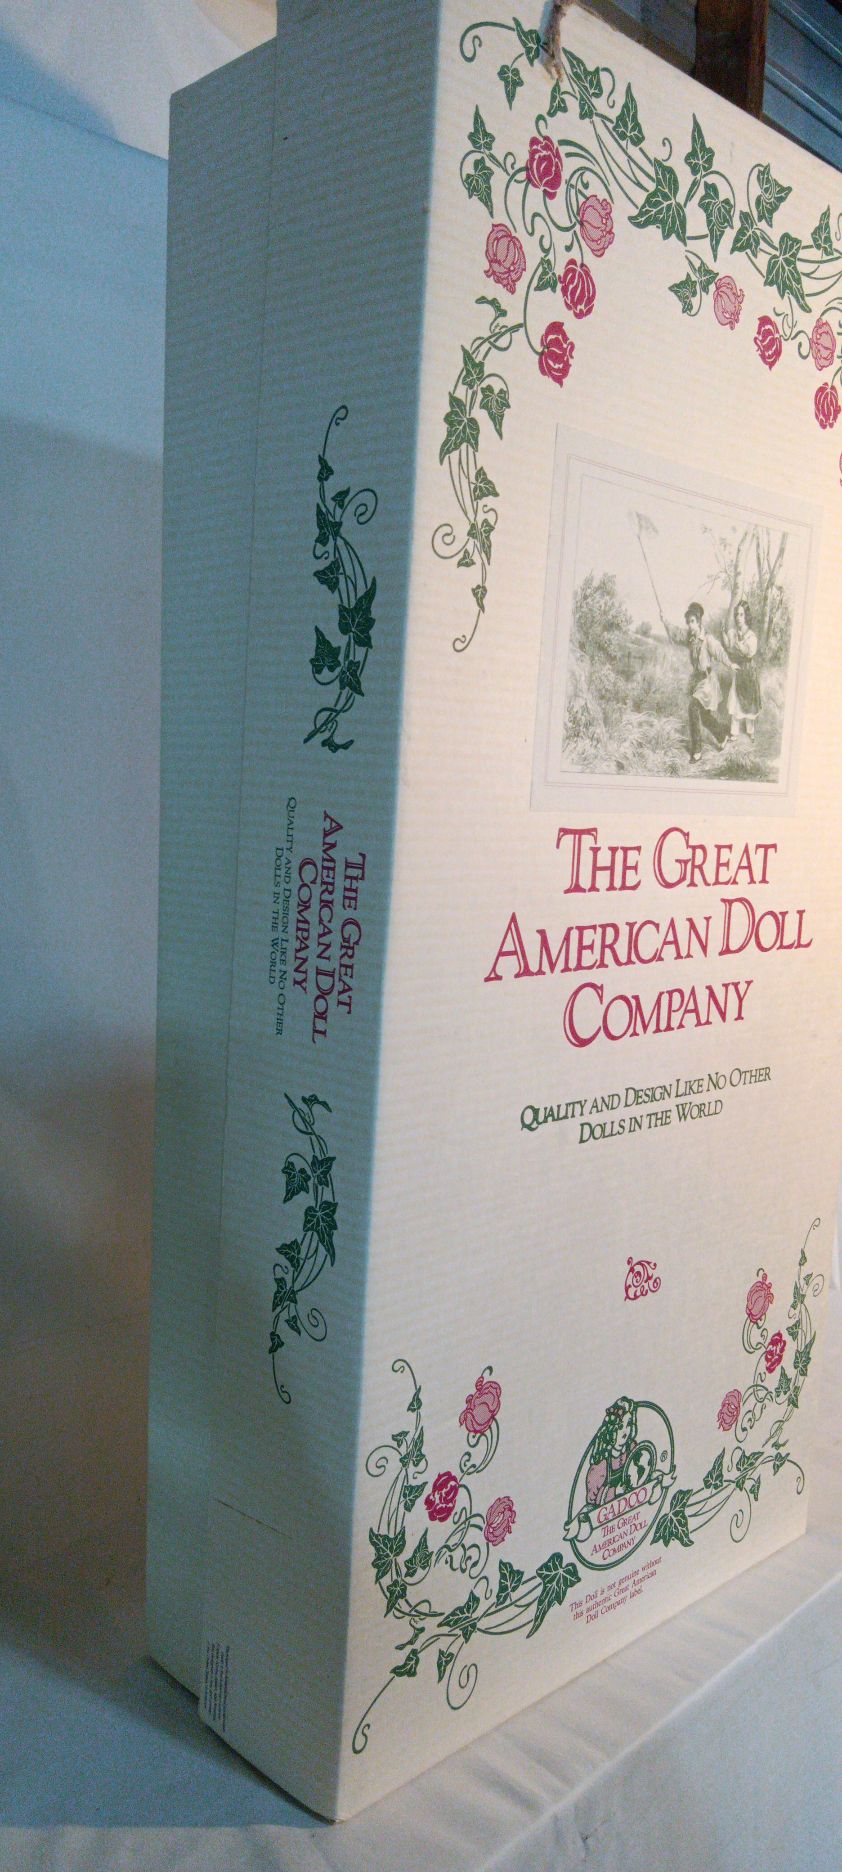 THE GREAT
AMERICAN DOLL
COMPANY
QUALITY AND DESIGN LIKE NO OTHER
DOLLS IN THE WORLD
THE GREAT
AMERICAN DOLL
COMPANY
QUALITY AND DESIGN LIKE NO OTHER
DOLLS IN THE WORLD
®
GADCO
THE GREAT
AMERICAN DOLL
COMPANY
This Doll is not genuine without
this authentic Great American
Doll Company label.